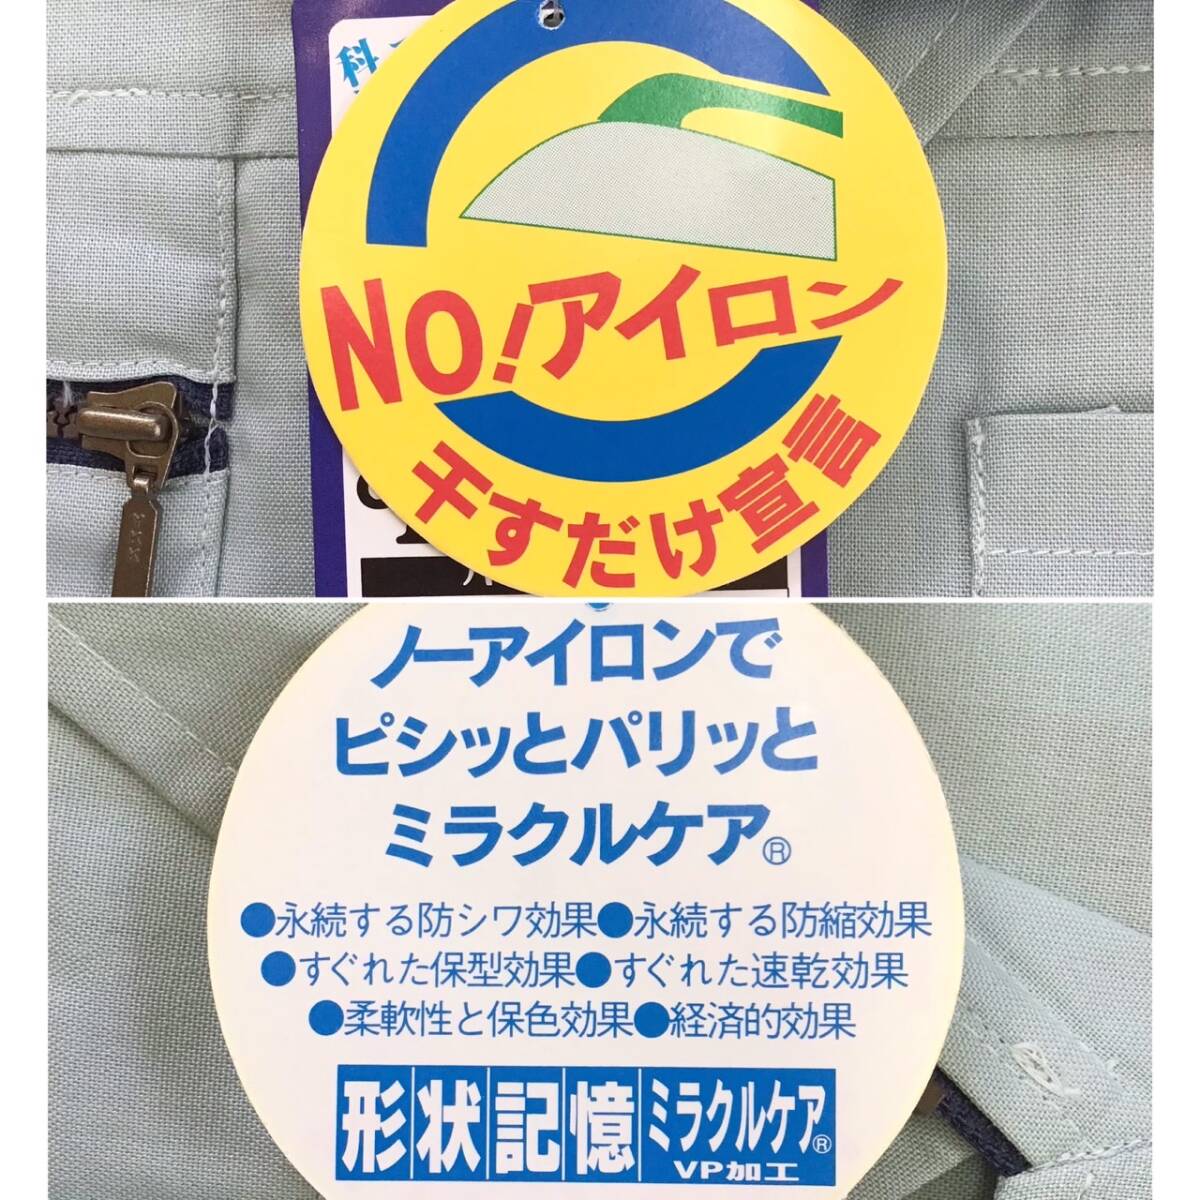 科
NO!アイロン
干すだけ宣言
YKK
ノーアイロンで
ピシッとパリッと
ミラクルケア®
●永続する防シワ効果●永続する防縮効果
●すぐれた保型効果●すぐれた速乾効果
●柔軟性と保色効果●経済的効果
形状記憶ミラクルケア®
VP加工